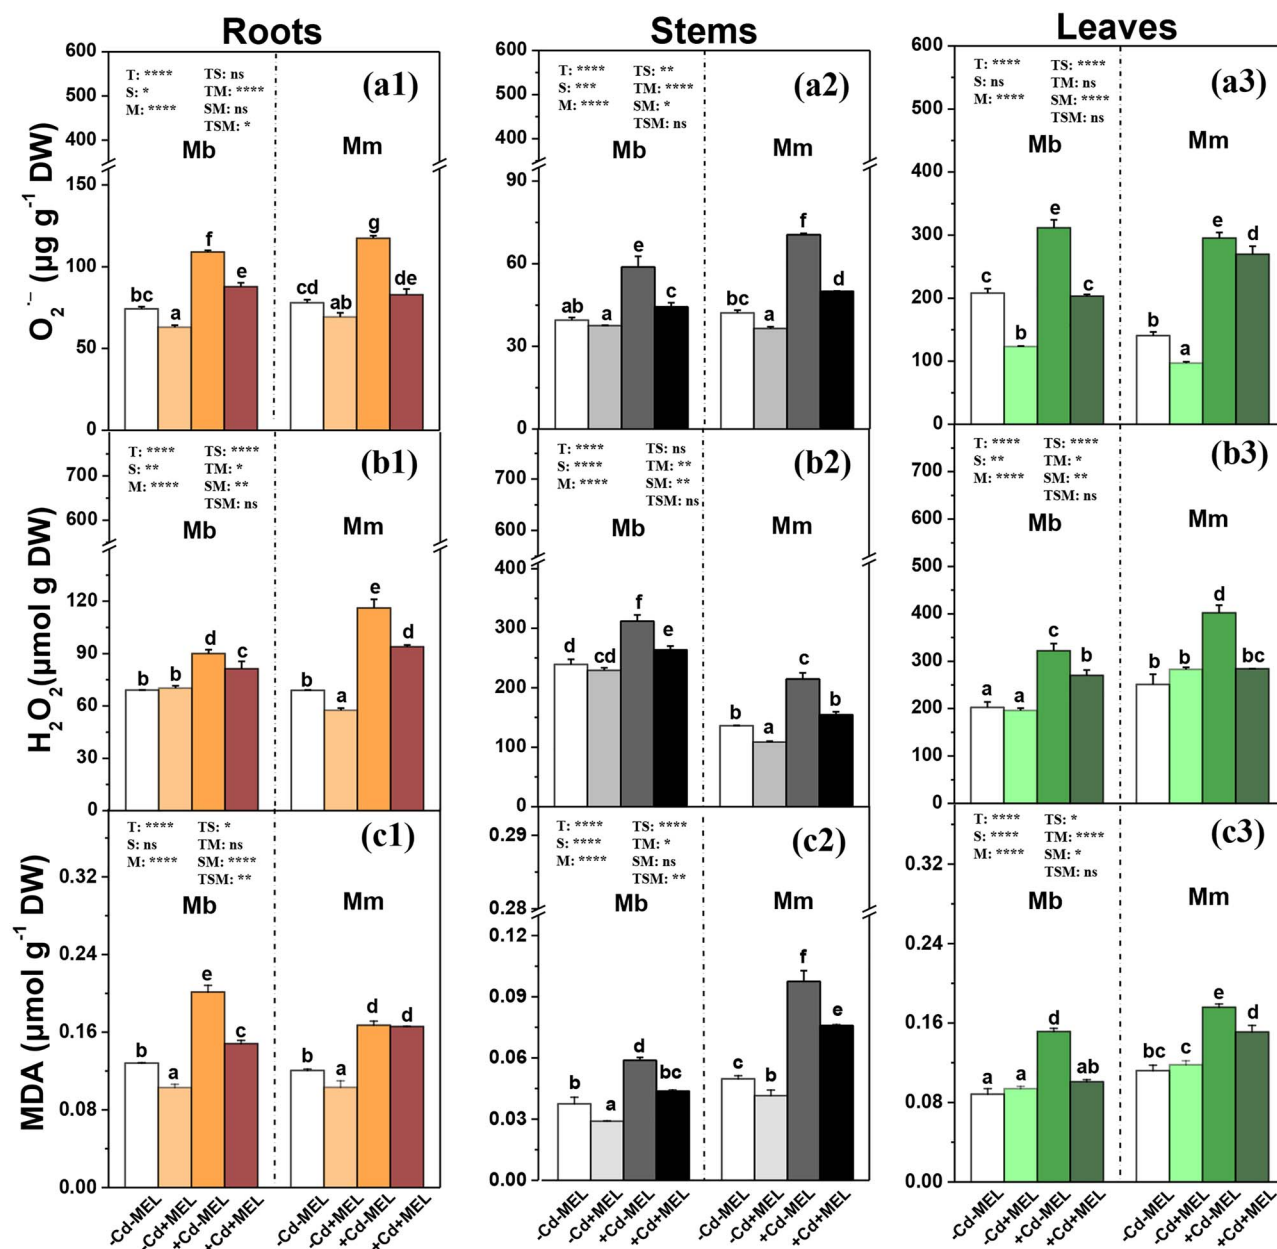 Roots
Stems
Leaves
O₂·⁻ (µg g⁻¹ DW)
600
500
400
150
100
50
0
T: **** TS: ns
S: * TM: ****
M: **** SM: ns
TSM: *
(a1)
Mb
Mm
bc a f e cd ab g de
600
500
400
90
60
30
0
T: **** TS: **
S: *** TM: ****
M: **** SM: *
TSM: ns
(a2)
Mb
Mm
ab a e c bc a f d
600
500
400
300
200
100
0
T: **** TS: ****
S: ns TM: ns
M: **** SM: ****
TSM: ns
(a3)
Mb
Mm
c b e c b a e d
H₂O₂(µmol g DW)
700
600
120
90
60
30
0
T: **** TS: ****
S: ** TM: *
M: **** SM: **
TSM: ns
(b1)
Mb
Mm
b b d c b a e d
700
600
400
300
200
100
0
T: **** TS: ns
S: **** TM: **
M: **** SM: **
TSM: ns
(b2)
Mb
Mm
d cd f e b a c b
700
600
500
400
300
200
100
0
T: **** TS: ****
S: ** TM: *
M: **** SM: **
TSM: ns
(b3)
Mb
Mm
a a c b b b d bc
MDA (µmol g⁻¹ DW)
0.32
0.24
0.16
0.08
0.00
T: **** TS: *
S: ns TM: ns
M: **** SM: ****
TSM: **
(c1)
Mb
Mm
b a e c b a d d
0.29
0.28
0.12
0.09
0.06
0.03
0.00
T: **** TS: ****
S: **** TM: *
M: **** SM: ns
TSM: **
(c2)
Mb
Mm
b a d bc c b f e
0.32
0.24
0.16
0.08
0.00
T: **** TS: *
S: **** TM: ****
M: **** SM: *
TSM: ns
(c3)
Mb
Mm
a a d ab bc c e d
-Cd-MEL -Cd+MEL +Cd-MEL +Cd+MEL -Cd-MEL -Cd+MEL +Cd-MEL +Cd+MEL
-Cd-MEL -Cd+MEL +Cd-MEL +Cd+MEL -Cd-MEL -Cd+MEL +Cd-MEL +Cd+MEL
-Cd-MEL -Cd+MEL +Cd-MEL +Cd+MEL -Cd-MEL -Cd+MEL +Cd-MEL +Cd+MEL